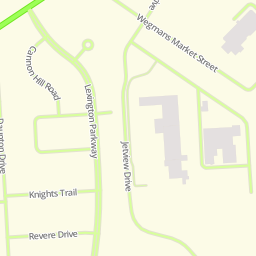 Wegmans Market Street
Cannon Hill Road
Lexington Parkway
Jetview Drive
Knights Trail
Revere Drive